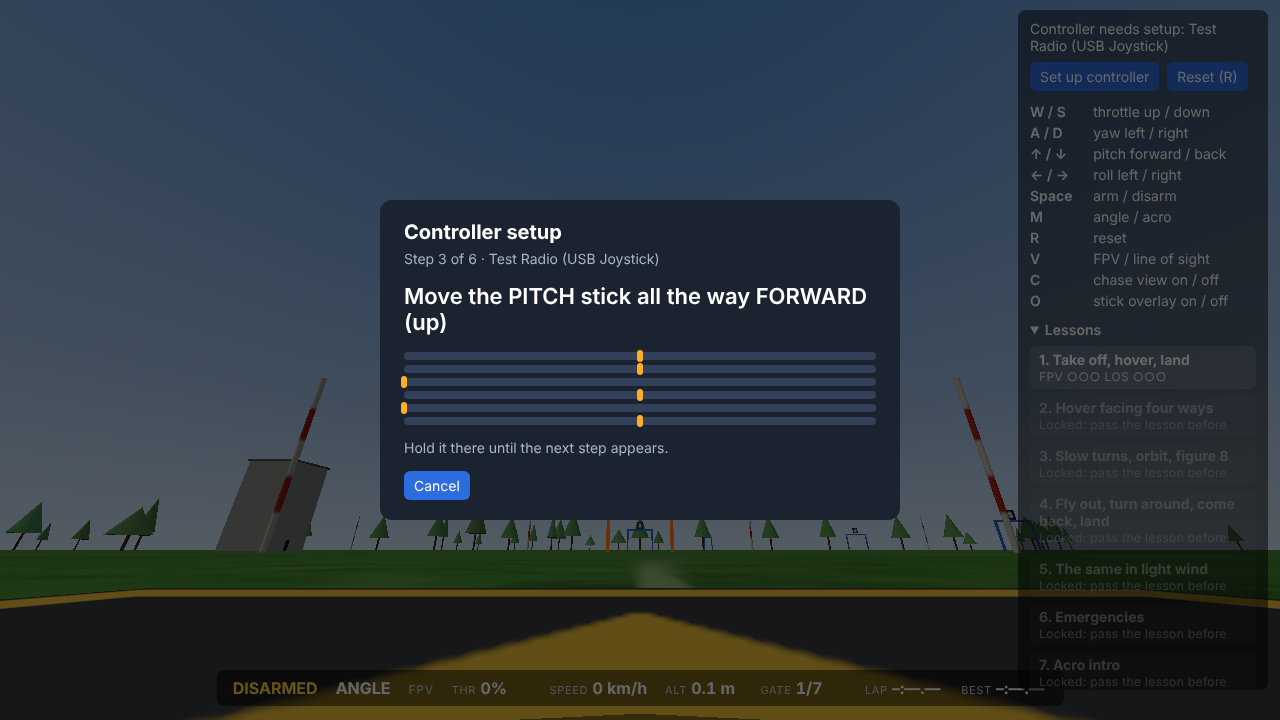 Controller needs setup: Test
Radio (USB Joystick)
Set up controller
Reset (R)
W / S throttle up / down
A / D yaw left / right
↑ / ↓ pitch forward / back
← / → roll left / right
Space arm / disarm
M angle / acro
R reset
V FPV / line of sight
C chase view on / off
O stick overlay on / off
▼ Lessons
1. Take off, hover, land
FPV ○○○ LOS ○○○
2. Hover facing four ways
Locked: pass the lesson before
3. Slow turns, orbit, figure 8
Locked: pass the lesson before
4. Fly out, turn around, come
back, land
Locked: pass the lesson before
5. The same in light wind
Locked: pass the lesson before
6. Emergencies
Locked: pass the lesson before
7. Acro intro
Locked: pass the lesson before
Controller setup
Step 3 of 6 · Test Radio (USB Joystick)
Move the PITCH stick all the way FORWARD
(up)
Hold it there until the next step appears.
Cancel
DISARMED ANGLE FPV THR 0% SPEED 0 km/h ALT 0.1 m GATE 1/7 LAP –:––.–– BEST –:––.––